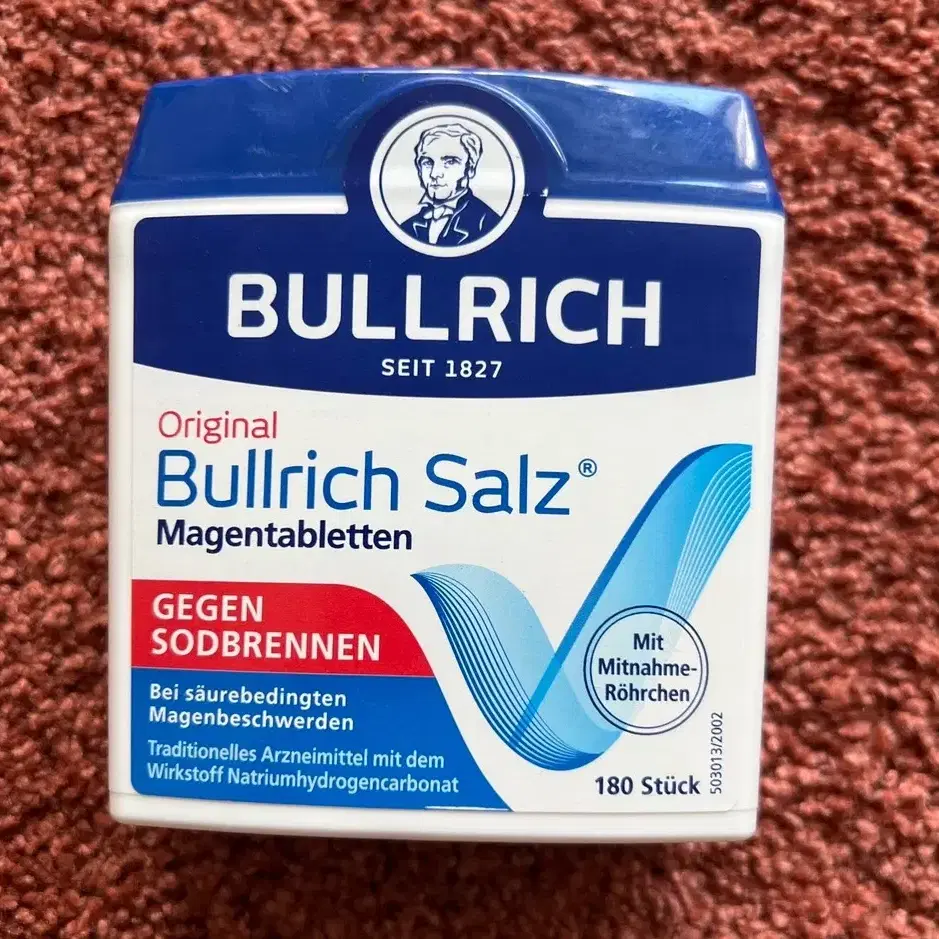 BULLRICH
SEIT 1827
Original
Bullrich Salz®
Magentabletten
GEGEN
SODBRENNEN
Bei säurebedingten
Magenbeschwerden
Traditionelles Arzneimittel mit dem
Wirkstoff Natriumhydrogencarbonat
Mit
Mitnahme-
Röhrchen
180 Stück
503013/2002